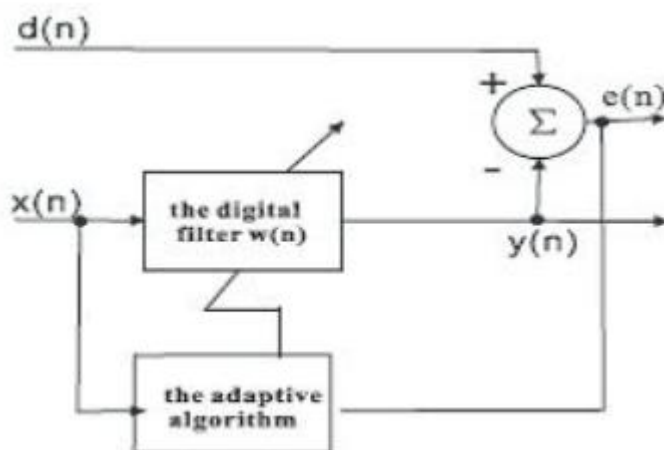 d(n)
+
e(n)
Σ
-
x(n)
the digital
filter w(n)
y(n)
the adaptive
algorithm